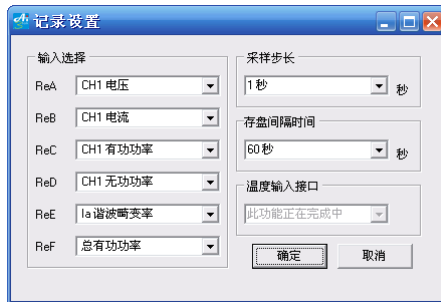 记录设置
输入选择
ReA CH1 电压
ReB CH1 电流
ReC CH1 有功功率
ReD CH1 无功功率
ReE Ia 谐波畸变率
ReF 总有功功率
采样步长
1 秒 秒
存盘间隔时间
60 秒 秒
温度输入接口
此功能正在完成中
确定 取消